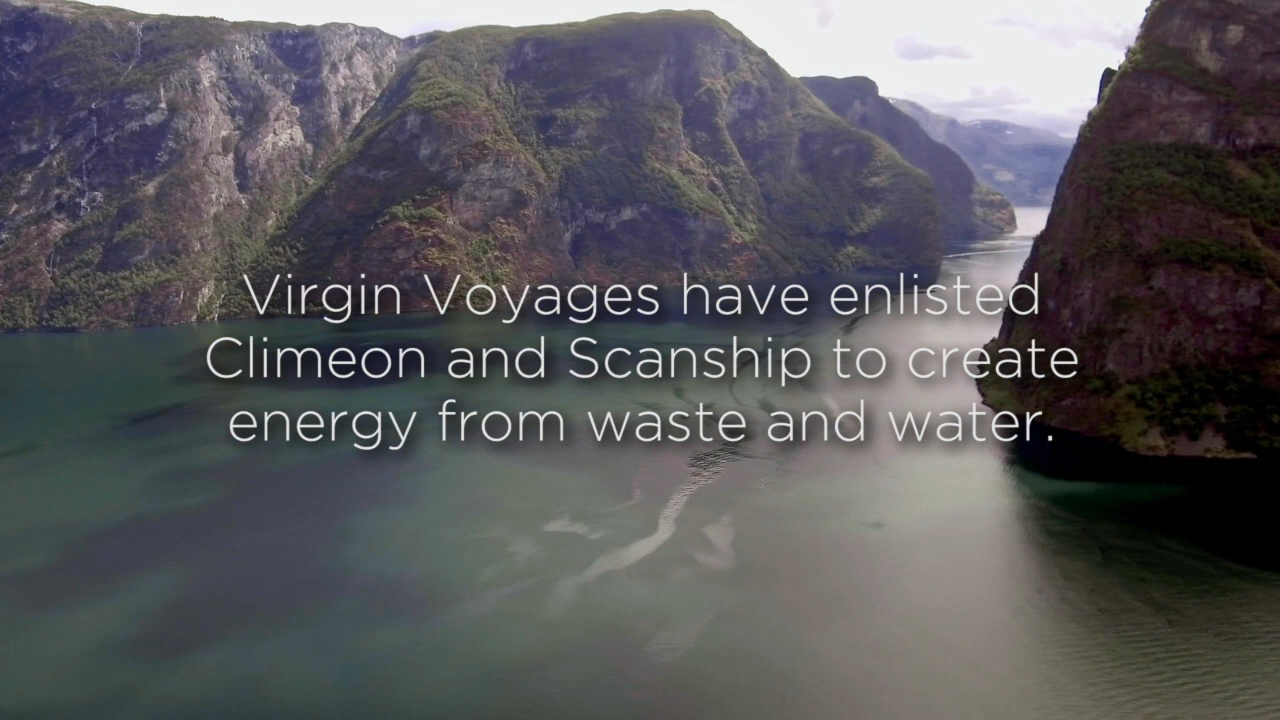 Virgin Voyages have enlisted
Climeon and Scanship to create
energy from waste and water.